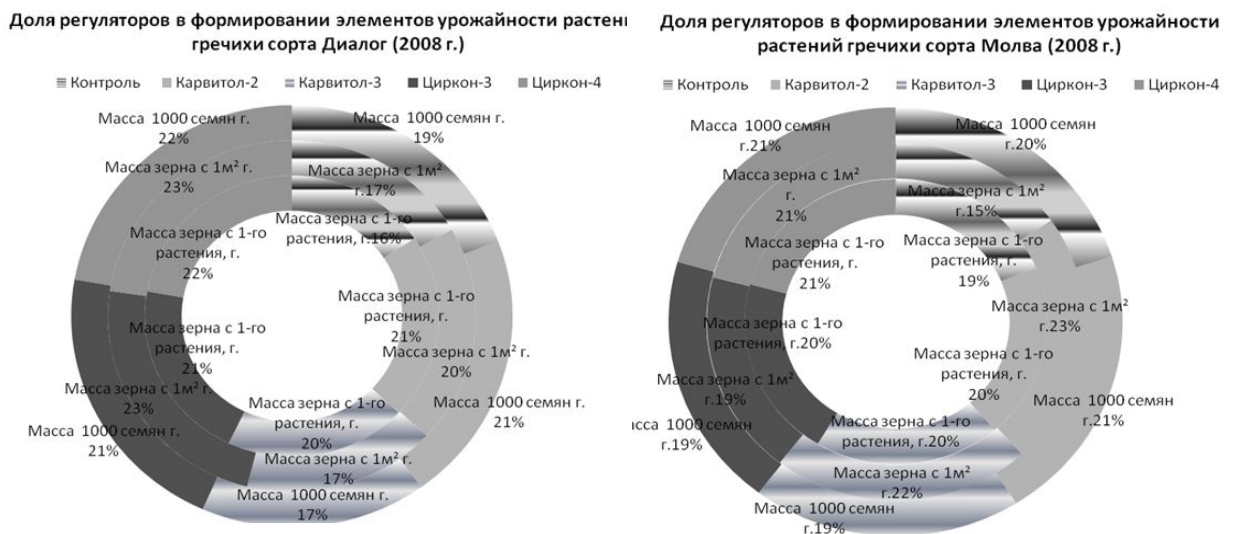 Доля регуляторов в формировании элементов урожайности растени
гречихи сорта Диалог (2008 г.)
Контроль Карвитол-2 Карвитол-3 Циркон-3 Циркон-4
Масса 1000 семян г.
22%
Масса 1000 семян г.
19%
Масса зерна с 1м² г.
23%
Масса зерна с 1м²
г.17%
Масса зерна с 1-го
растения, г.
22%
Масса зерна с 1-го
растения, г.16%
Масса зерна с 1-го
растения, г.
21%
Масса зерна с 1-го
растения, г.
21%
Масса зерна с 1м² г.
20%
Масса зерна с 1м² г.
23%
Масса 1000 семян г.
21%
Масса 1000 семян г.
21%
Масса зерна с 1-го
растения, г.
20%
Масса зерна с 1м² г.
17%
Масса 1000 семян г.
17%
Доля регуляторов в формировании элементов урожайности
растений гречихи сорта Молва (2008 г.)
Контроль Карвитол-2 Карвитол-3 Циркон-3 Циркон-4
Масса 1000 семян
г.21%
Масса 1000 семян
г.20%
Масса зерна с 1м²
г.
21%
Масса зерна с 1м²
г.15%
Масса зерна с 1-го
растения, г.
21%
Масса зерна с 1-го
растения, г.
19%
Масса зерна с 1м²
г.23%
Масса зерна с 1-го
растения, г.20%
Масса зерна с 1-го
растения, г.
20%
Масса зерна с 1м²
г.19%
Масса 1000 семян
г.21%
асса 1000 семян
г.19%
Масса зерна с 1-го
растения, г.20%
Масса зерна с 1м²
г.22%
Масса 1000 семян
г.19%